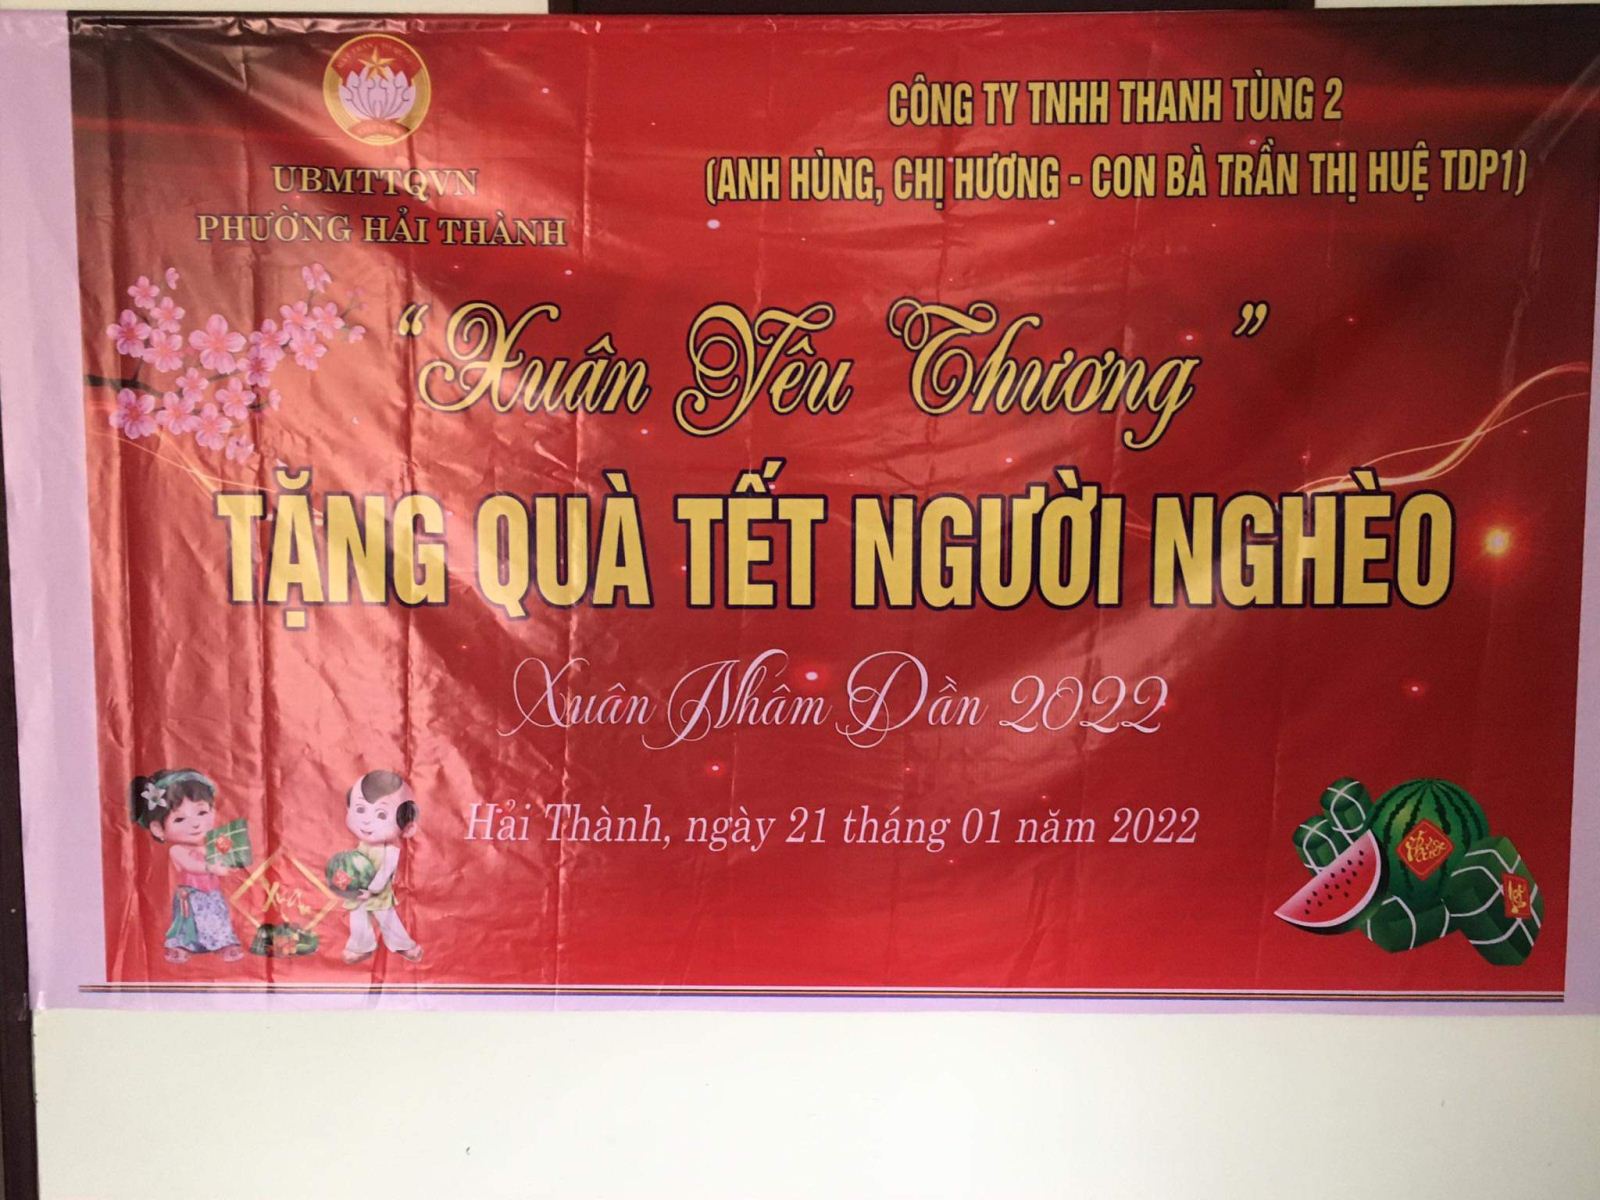 UBMTTQVN
PHƯỜNG HẢI THÀNH
CÔNG TY TNHH THANH TÙNG 2
(ANH HÙNG, CHỊ HƯƠNG - CON BÀ TRẦN THỊ HUỆ TDP1)
“Xuân Yêu Thương”
TẶNG QUÀ TẾT NGƯỜI NGHÈO
Xuân Nhâm Dần 2022
Hải Thành, ngày 21 tháng 01 năm 2022